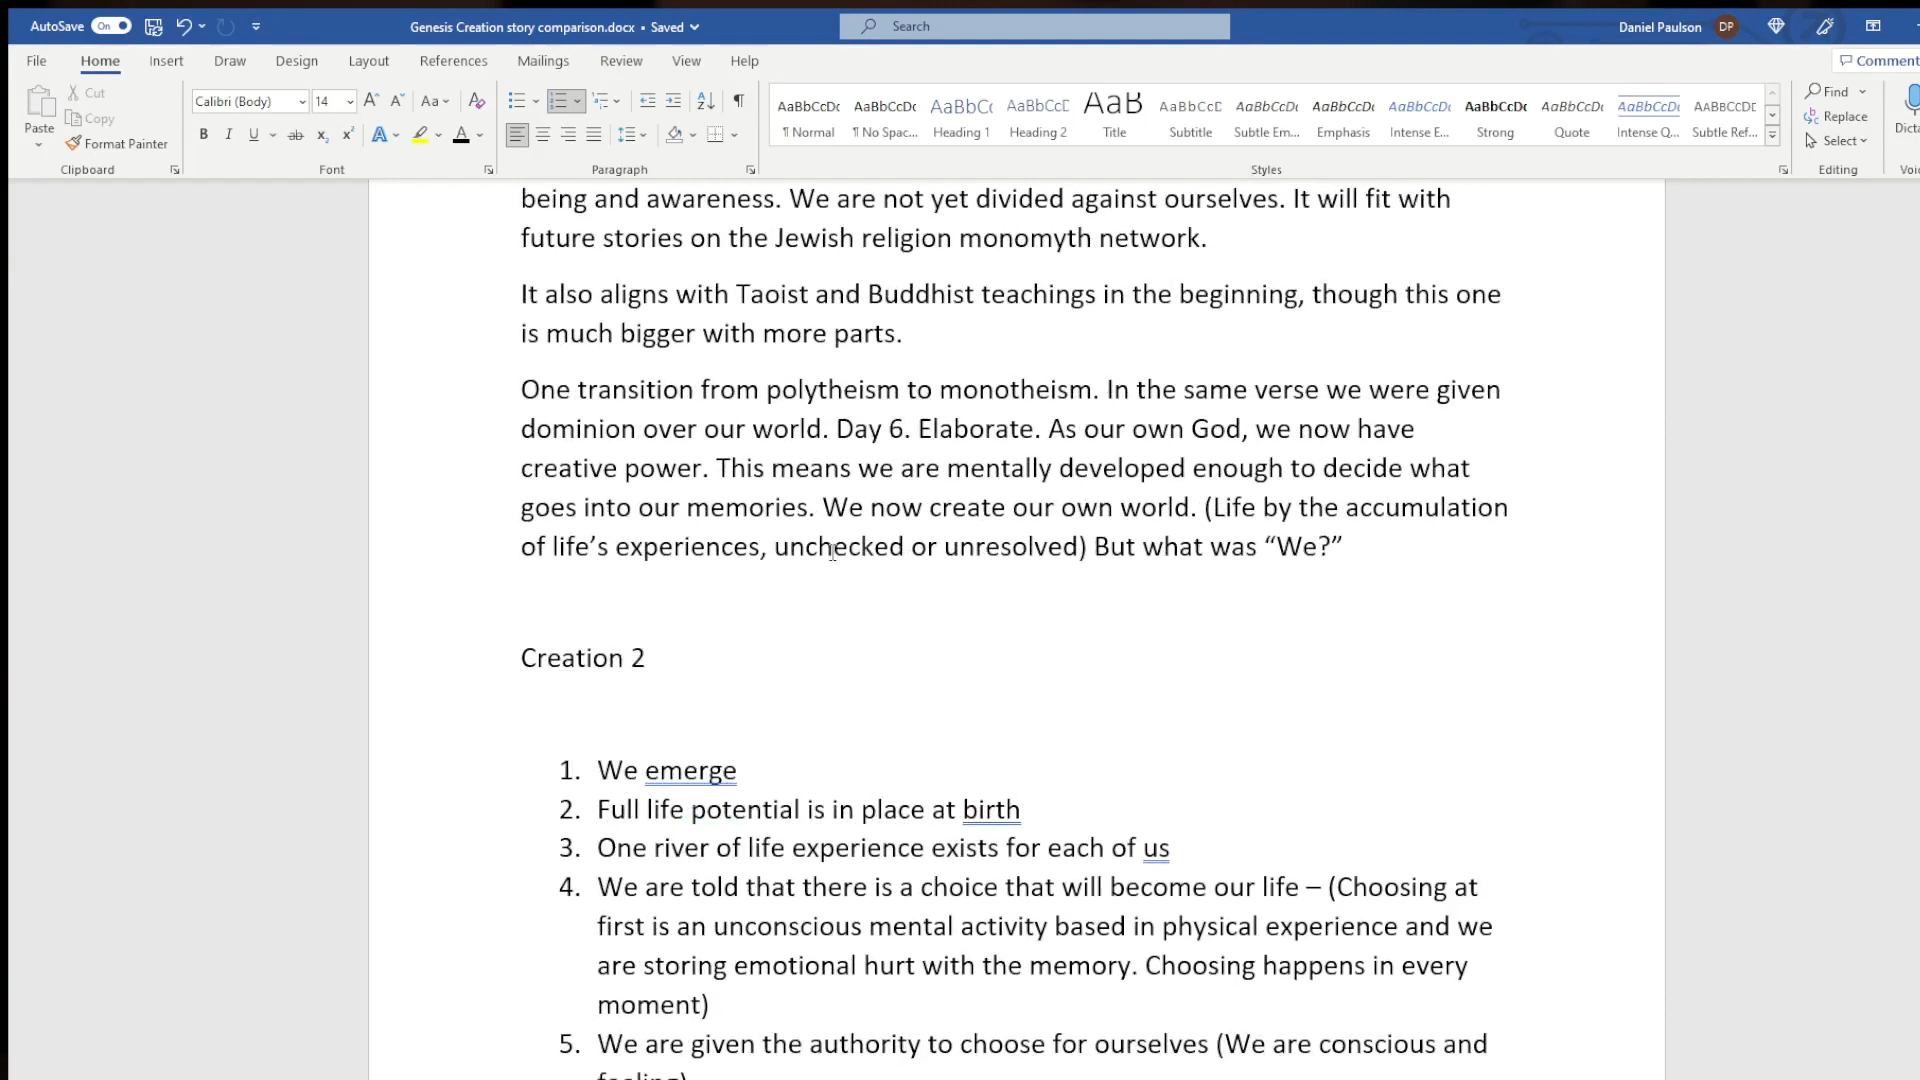 AutoSave On Genesis Creation story comparison.docx • Saved Search Daniel Paulson DP
File Home Insert Draw Design Layout References Mailings Review View Help Comment
Paste Cut Copy Format Painter
Calibri (Body) 14 A A Aa A
B I U ab x₂ x² A A
AaBbCcDc AaBbCcDc AaBbC AaBbCcD AaB AaBbCcD AaBbCcDc AaBbCcDc AaBbCcDc AaBbCcDc AaBbCcDc AaBbCcDc AaBbCcDc
¶ Normal ¶ No Spac... Heading 1 Heading 2 Title Subtitle Subtle Em... Emphasis Intense E... Strong Quote Intense Q... Subtle Ref...
Find Replace Select Dicta
Clipboard Font Paragraph Styles Editing Voic
being and awareness. We are not yet divided against ourselves. It will fit with
future stories on the Jewish religion monomyth network.
It also aligns with Taoist and Buddhist teachings in the beginning, though this one
is much bigger with more parts.
One transition from polytheism to monotheism. In the same verse we were given
dominion over our world. Day 6. Elaborate. As our own God, we now have
creative power. This means we are mentally developed enough to decide what
goes into our memories. We now create our own world. (Life by the accumulation
of life’s experiences, unchecked or unresolved) But what was “We?”
Creation 2
1. We emerge
2. Full life potential is in place at birth
3. One river of life experience exists for each of us
4. We are told that there is a choice that will become our life – (Choosing at
first is an unconscious mental activity based in physical experience and we
are storing emotional hurt with the memory. Choosing happens in every
moment)
5. We are given the authority to choose for ourselves (We are conscious and
feeling)